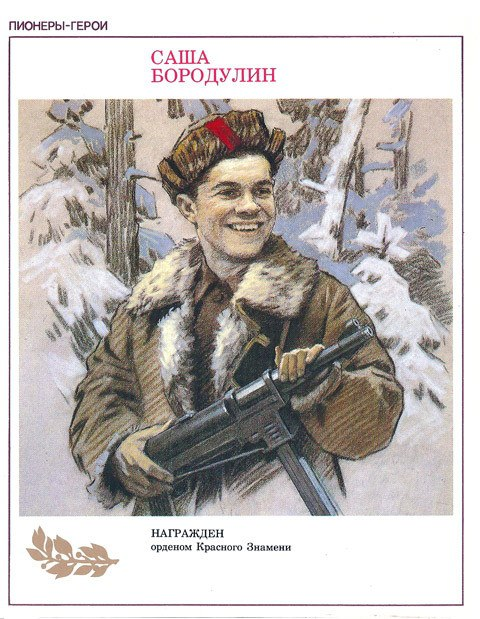 ПИОНЕРЫ-ГЕРОИ
САША
БОРОДУЛИН
НАГРАЖДЕН
орденом Красного Знамени